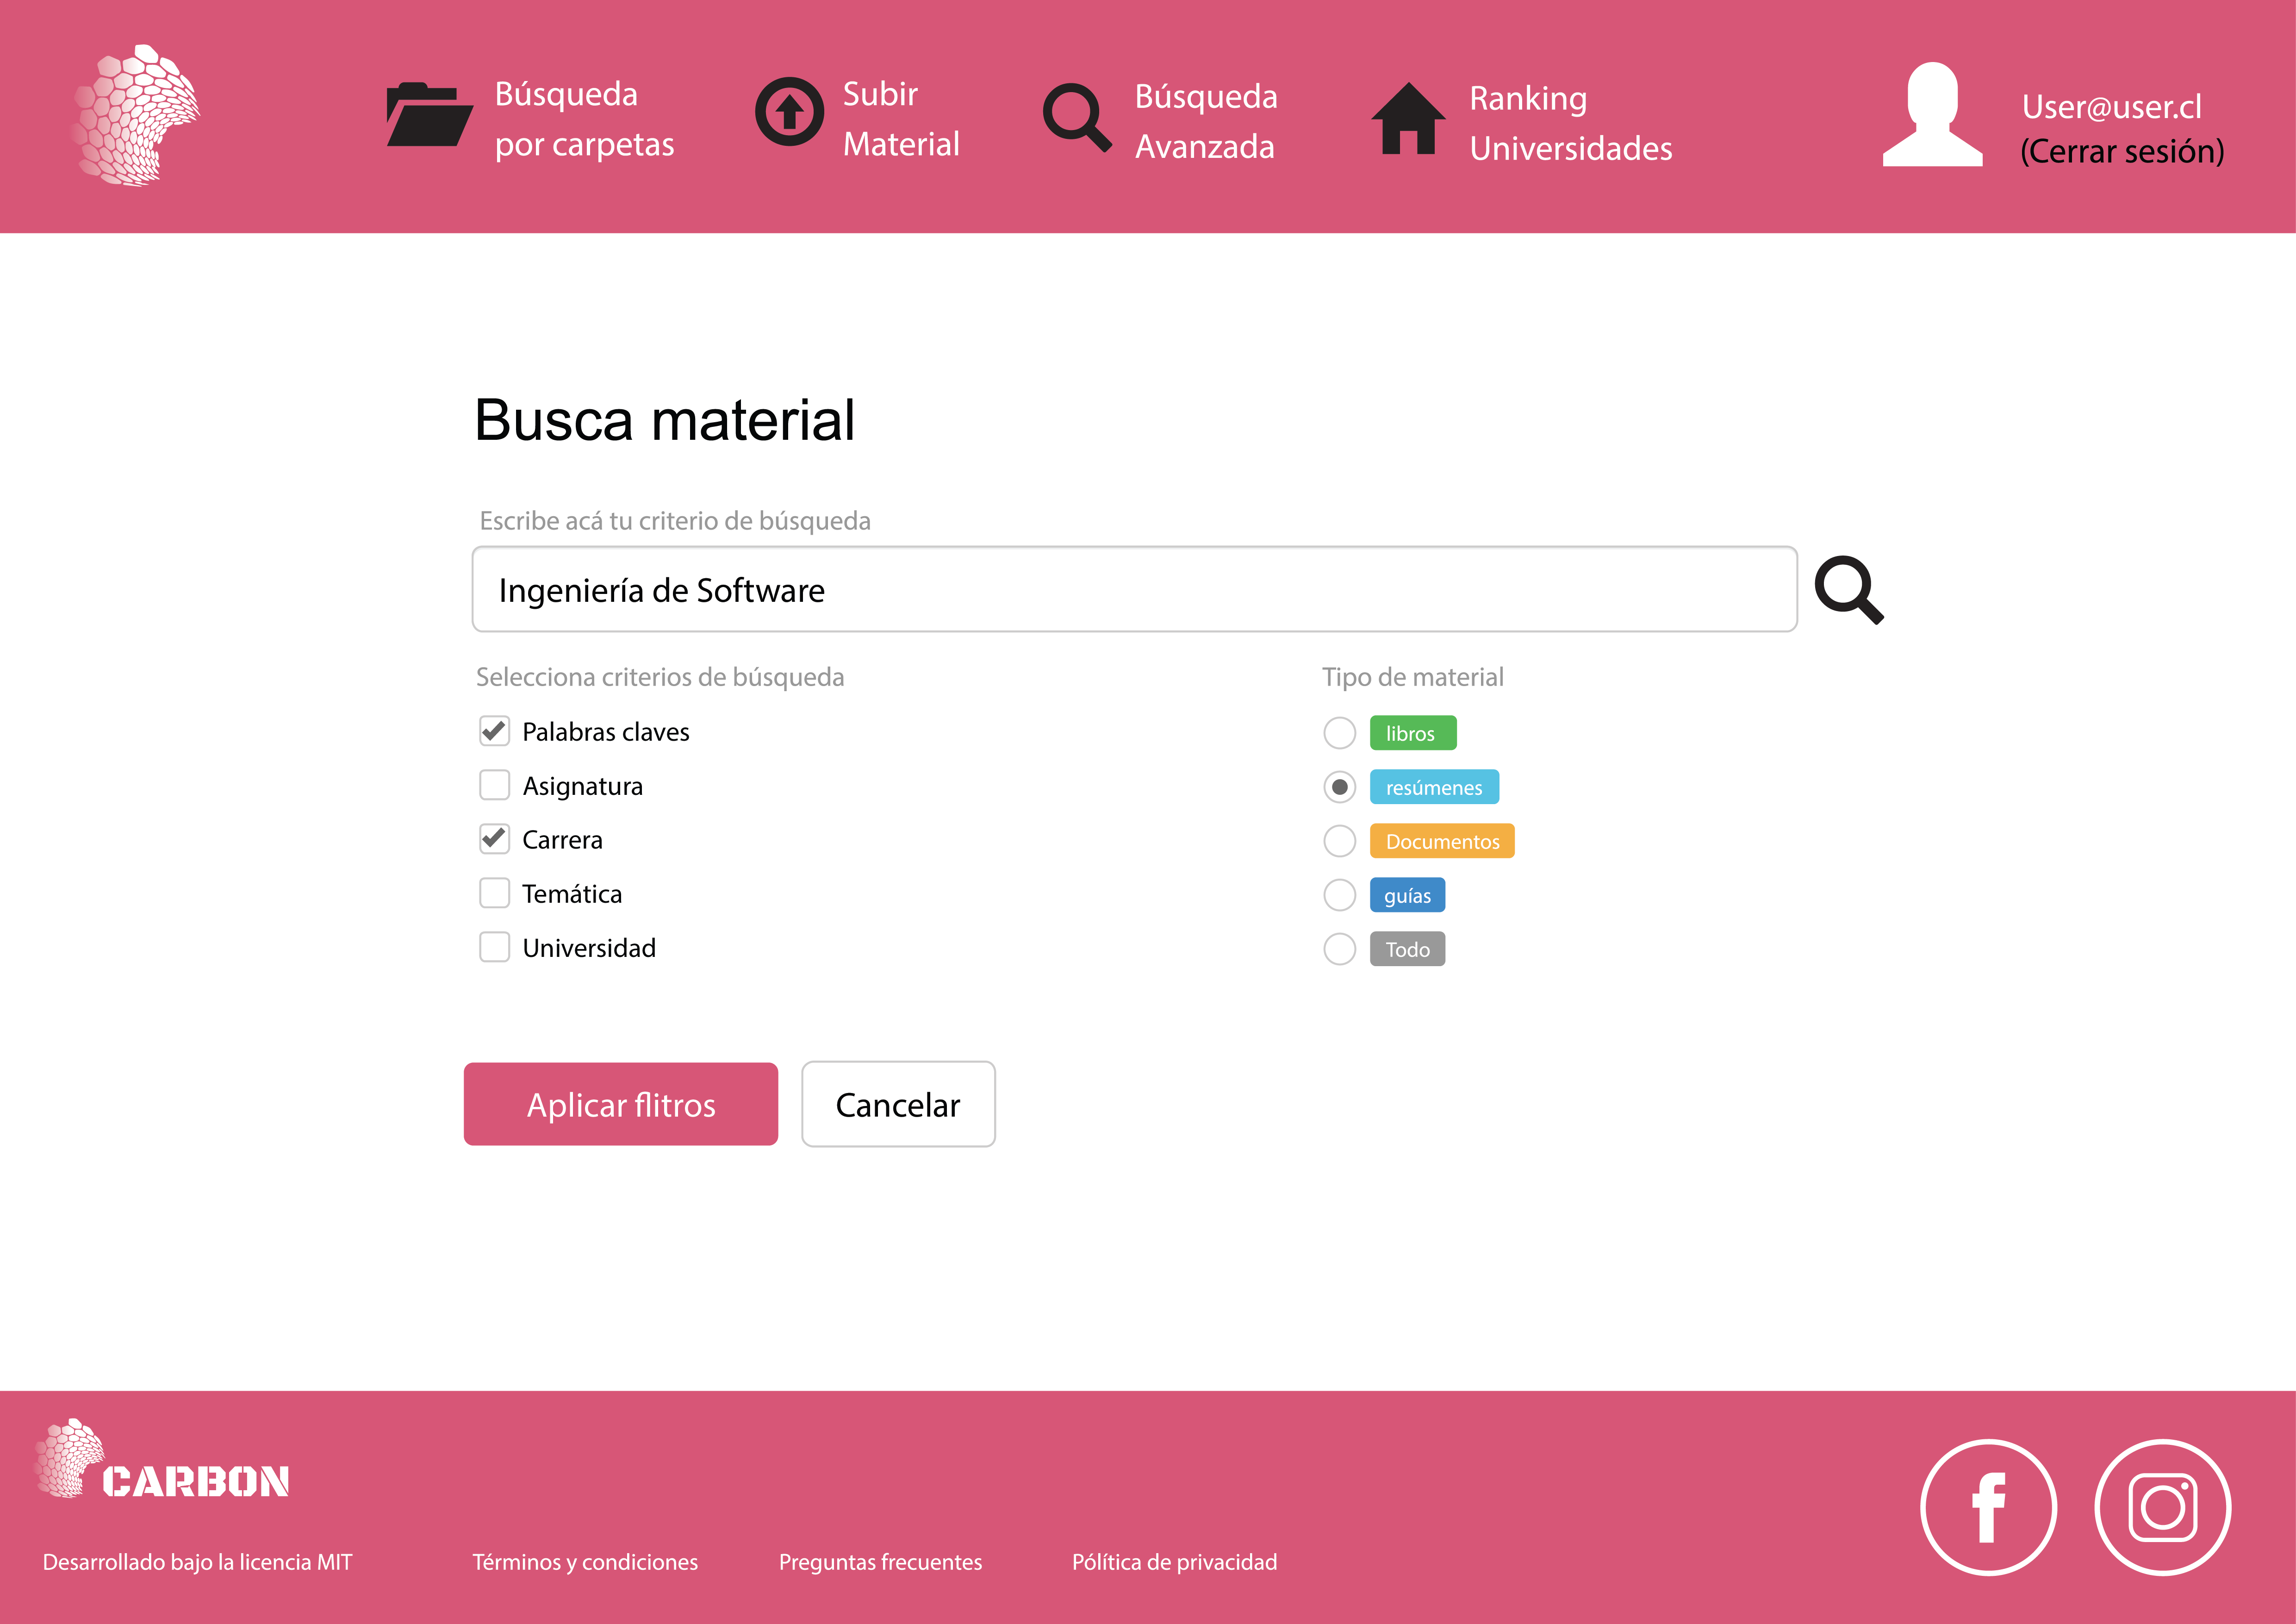 Búsqueda
por carpetas
Subir
Material
Búsqueda
Avanzada
Ranking
Universidades
User@user.cl
(Cerrar sesión)
Busca material
Escribe acá tu criterio de búsqueda
Ingeniería de Software
Selecciona criterios de búsqueda
Palabras claves
Asignatura
Carrera
Temática
Universidad
Tipo de material
libros
resúmenes
Documentos
guías
Todo
Aplicar flitros
Cancelar
CARBON
Desarrollado bajo la licencia MIT
Términos y condiciones
Preguntas frecuentes
Pólítica de privacidad